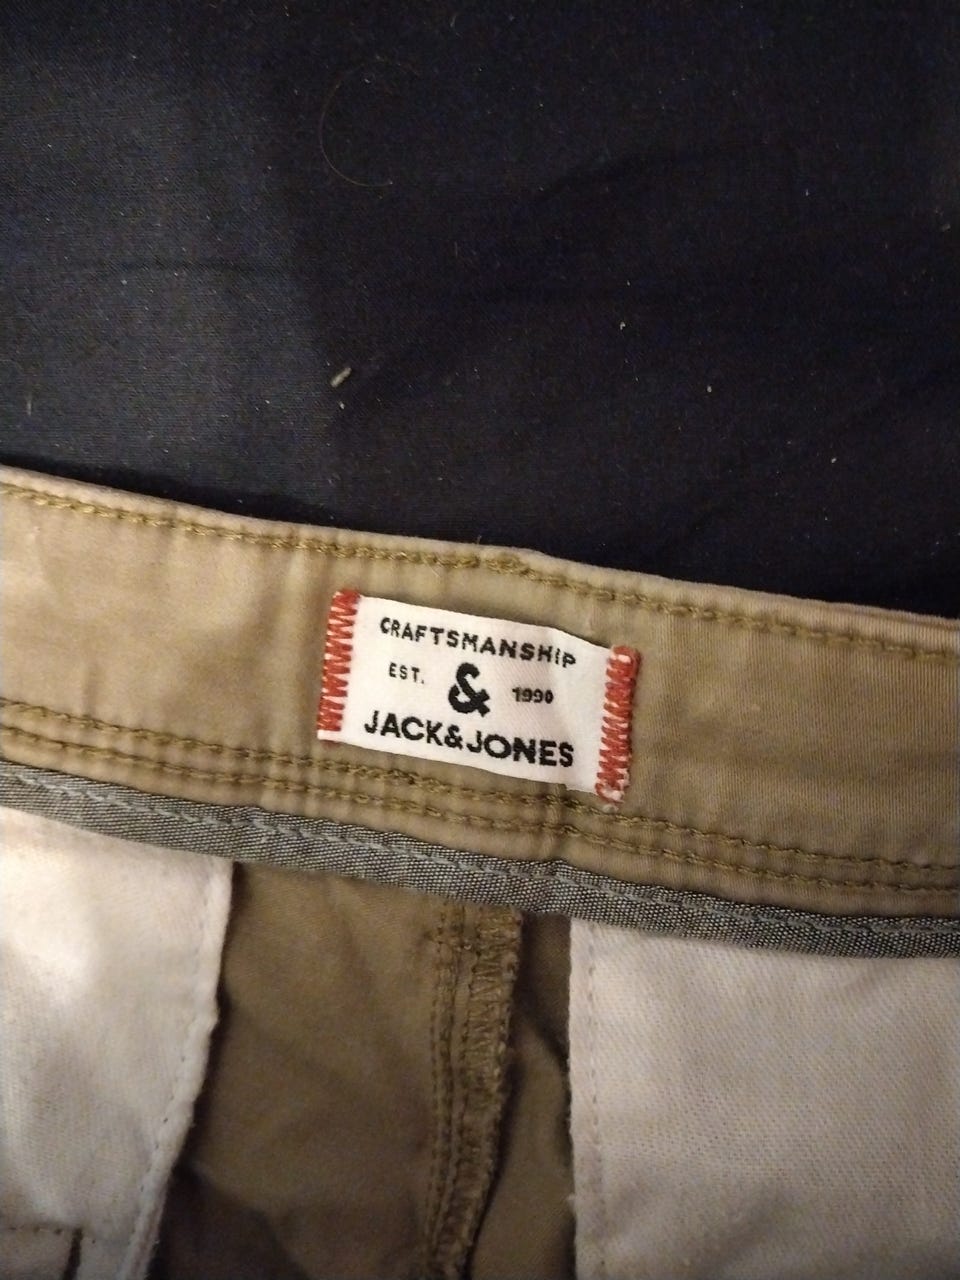 CRAFTSMANSHIP
EST. & 1990
JACK&JONES